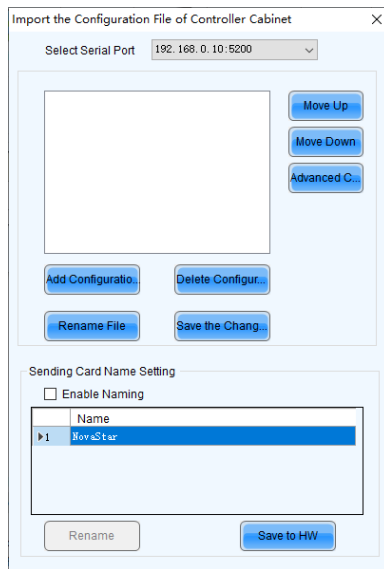 Import the Configuration File of Controller Cabinet
Select Serial Port 192. 168. 0. 10:5200
Move Up
Move Down
Advanced C...
Add Configuratio... Delete Configur...
Rename File Save the Chang...
Sending Card Name Setting
Enable Naming
Name
1 NovaStar
Rename Save to HW